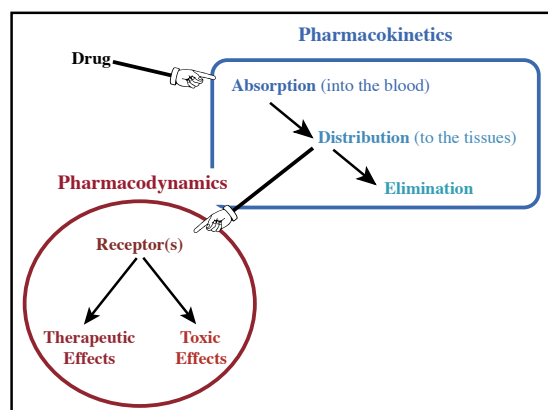 Pharmacokinetics
Drug
Absorption (into the blood)
Distribution (to the tissues)
Elimination
Pharmacodynamics
Receptor(s)
Therapeutic
Effects
Toxic
Effects